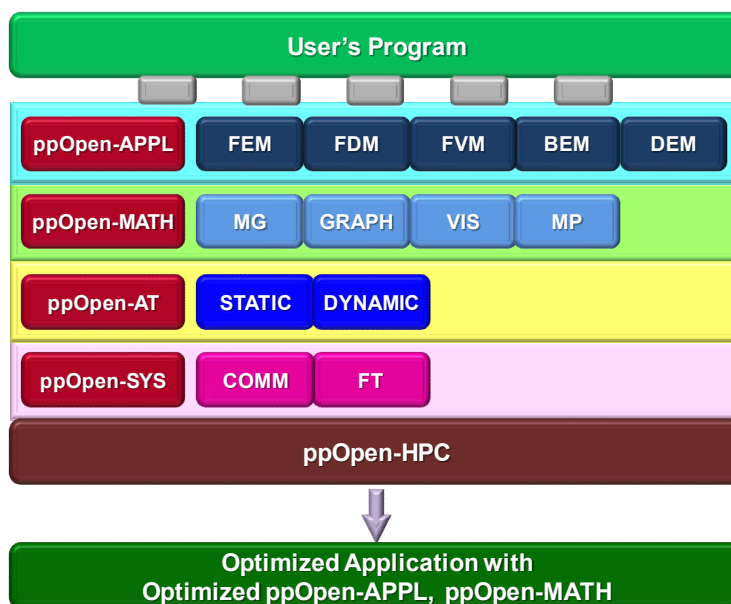 User's Program
ppOpen-APPL FEM FDM FVM BEM DEM
ppOpen-MATH MG GRAPH VIS MP
ppOpen-AT STATIC DYNAMIC
ppOpen-SYS COMM FT
ppOpen-HPC
Optimized Application with
Optimized ppOpen-APPL, ppOpen-MATH